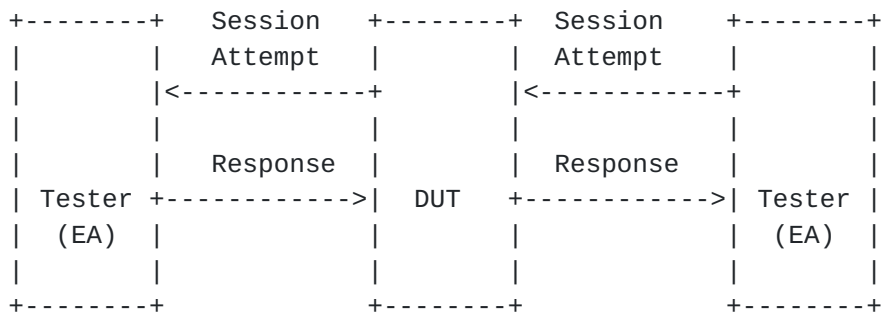 Session Session
Attempt Attempt
Response Response
Tester DUT Tester
(EA) (EA)